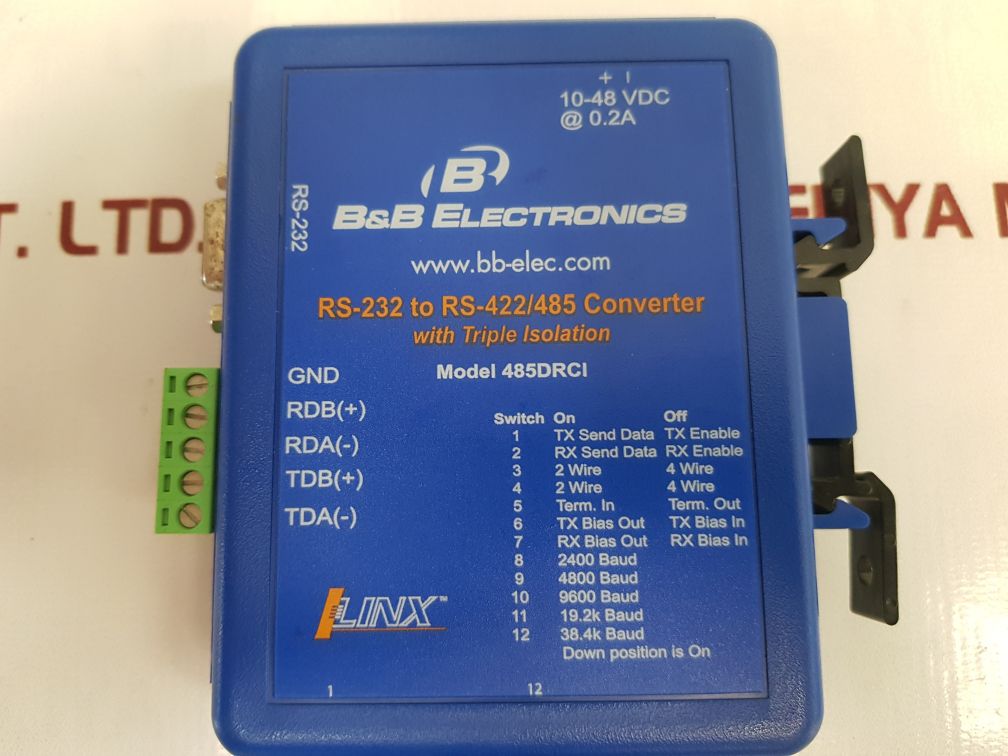 + I
10-48 VDC
@ 0.2A
RS-232
B
B&B ELECTRONICS
www.bb-elec.com
RS-232 to RS-422/485 Converter
with Triple Isolation
Model 485DRCI
GND
RDB(+)
RDA(-)
TDB(+)
TDA(-)
Switch On Off
1 TX Send Data TX Enable
2 RX Send Data RX Enable
3 2 Wire 4 Wire
4 2 Wire 4 Wire
5 Term. In Term. Out
6 TX Bias Out TX Bias In
7 RX Bias Out RX Bias In
8 2400 Baud
9 4800 Baud
10 9600 Baud
11 19.2k Baud
12 38.4k Baud
Down position is On
iLINX™
1 12
T. LTD.